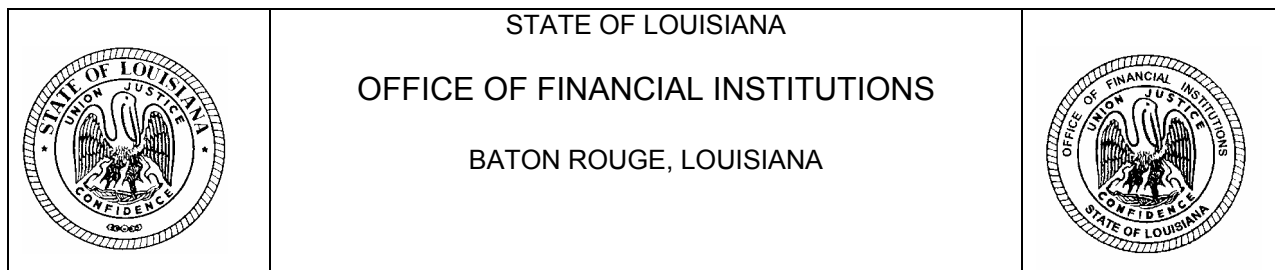 STATE OF LOUISIANA
UNION JUSTICE
CONFIDENCE
STATE OF LOUISIANA
OFFICE OF FINANCIAL INSTITUTIONS
BATON ROUGE, LOUISIANA
OFFICE OF FINANCIAL INSTITUTIONS
UNION JUSTICE
CONFIDENCE
STATE OF LOUISIANA